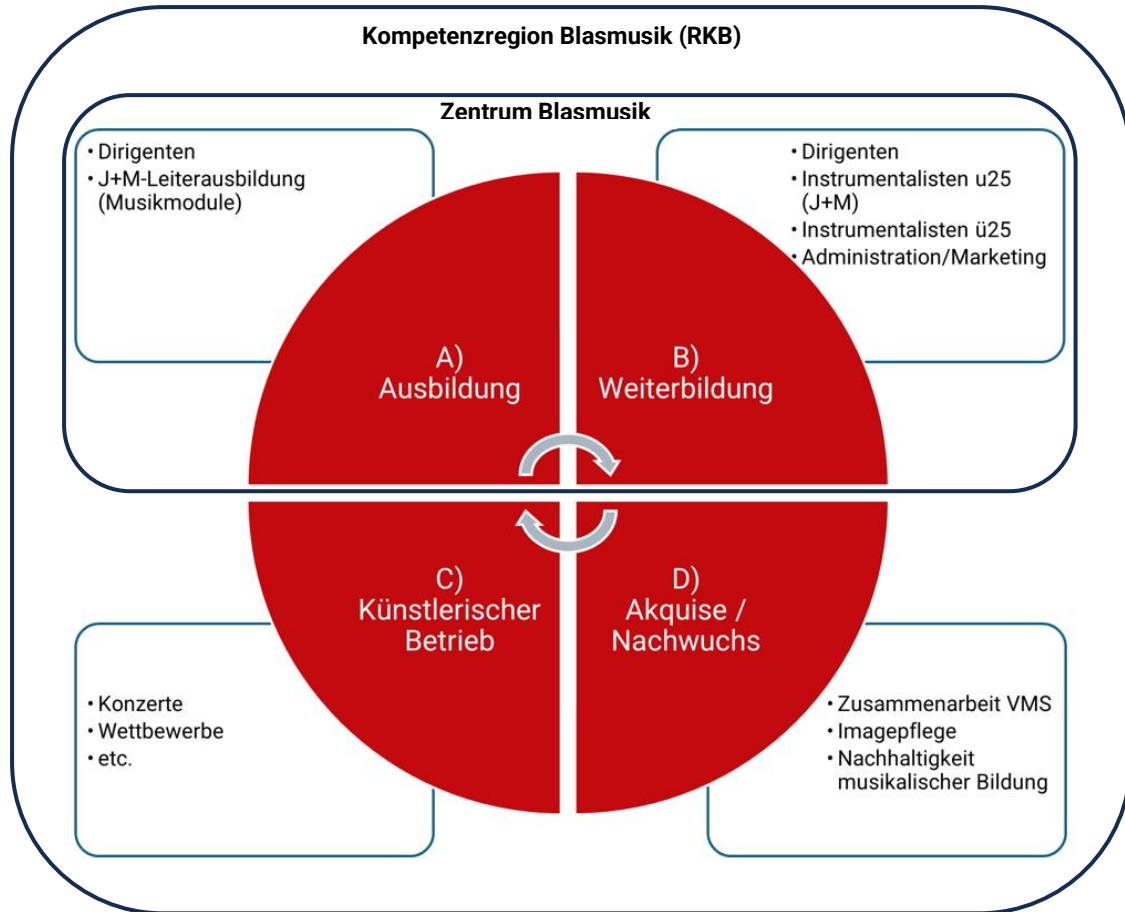 Kompetenzregion Blasmusik (RKB)
Zentrum Blasmusik
• Dirigenten
• J+M-Leiterausbildung
(Musikmodule)
• Dirigenten
• Instrumentalisten u25
(J+M)
• Instrumentalisten ü25
• Administration/Marketing
A)
Ausbildung
B)
Weiterbildung
C)
Künstlerischer
Betrieb
D)
Akquise /
Nachwuchs
• Konzerte
• Wettbewerbe
• etc.
• Zusammenarbeit VMS
• Imagepflege
• Nachhaltigkeit
musikalischer Bildung